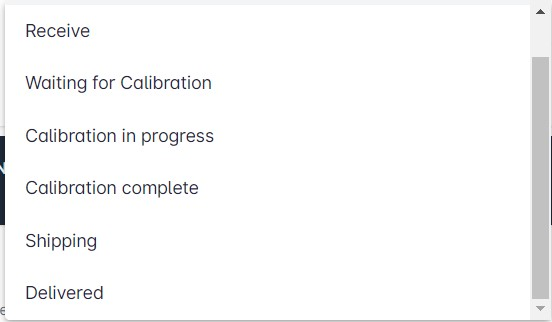 Receive
Waiting for Calibration
Calibration in progress
Calibration complete
Shipping
Delivered